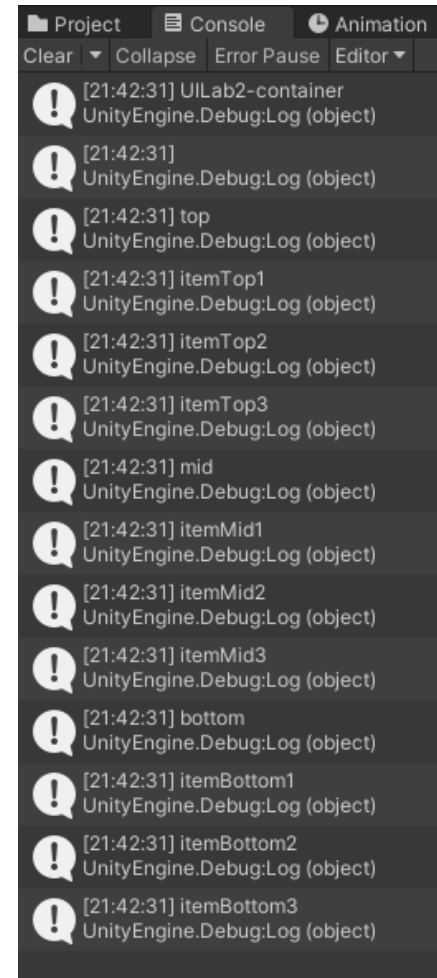 Project Console Animation
Clear Collapse Error Pause Editor
[21:42:31] UILab2-container
UnityEngine.Debug:Log (object)
[21:42:31]
UnityEngine.Debug:Log (object)
[21:42:31] top
UnityEngine.Debug:Log (object)
[21:42:31] itemTop1
UnityEngine.Debug:Log (object)
[21:42:31] itemTop2
UnityEngine.Debug:Log (object)
[21:42:31] itemTop3
UnityEngine.Debug:Log (object)
[21:42:31] mid
UnityEngine.Debug:Log (object)
[21:42:31] itemMid1
UnityEngine.Debug:Log (object)
[21:42:31] itemMid2
UnityEngine.Debug:Log (object)
[21:42:31] itemMid3
UnityEngine.Debug:Log (object)
[21:42:31] bottom
UnityEngine.Debug:Log (object)
[21:42:31] itemBottom1
UnityEngine.Debug:Log (object)
[21:42:31] itemBottom2
UnityEngine.Debug:Log (object)
[21:42:31] itemBottom3
UnityEngine.Debug:Log (object)